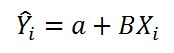 Ŷᵢ = a + BXᵢ